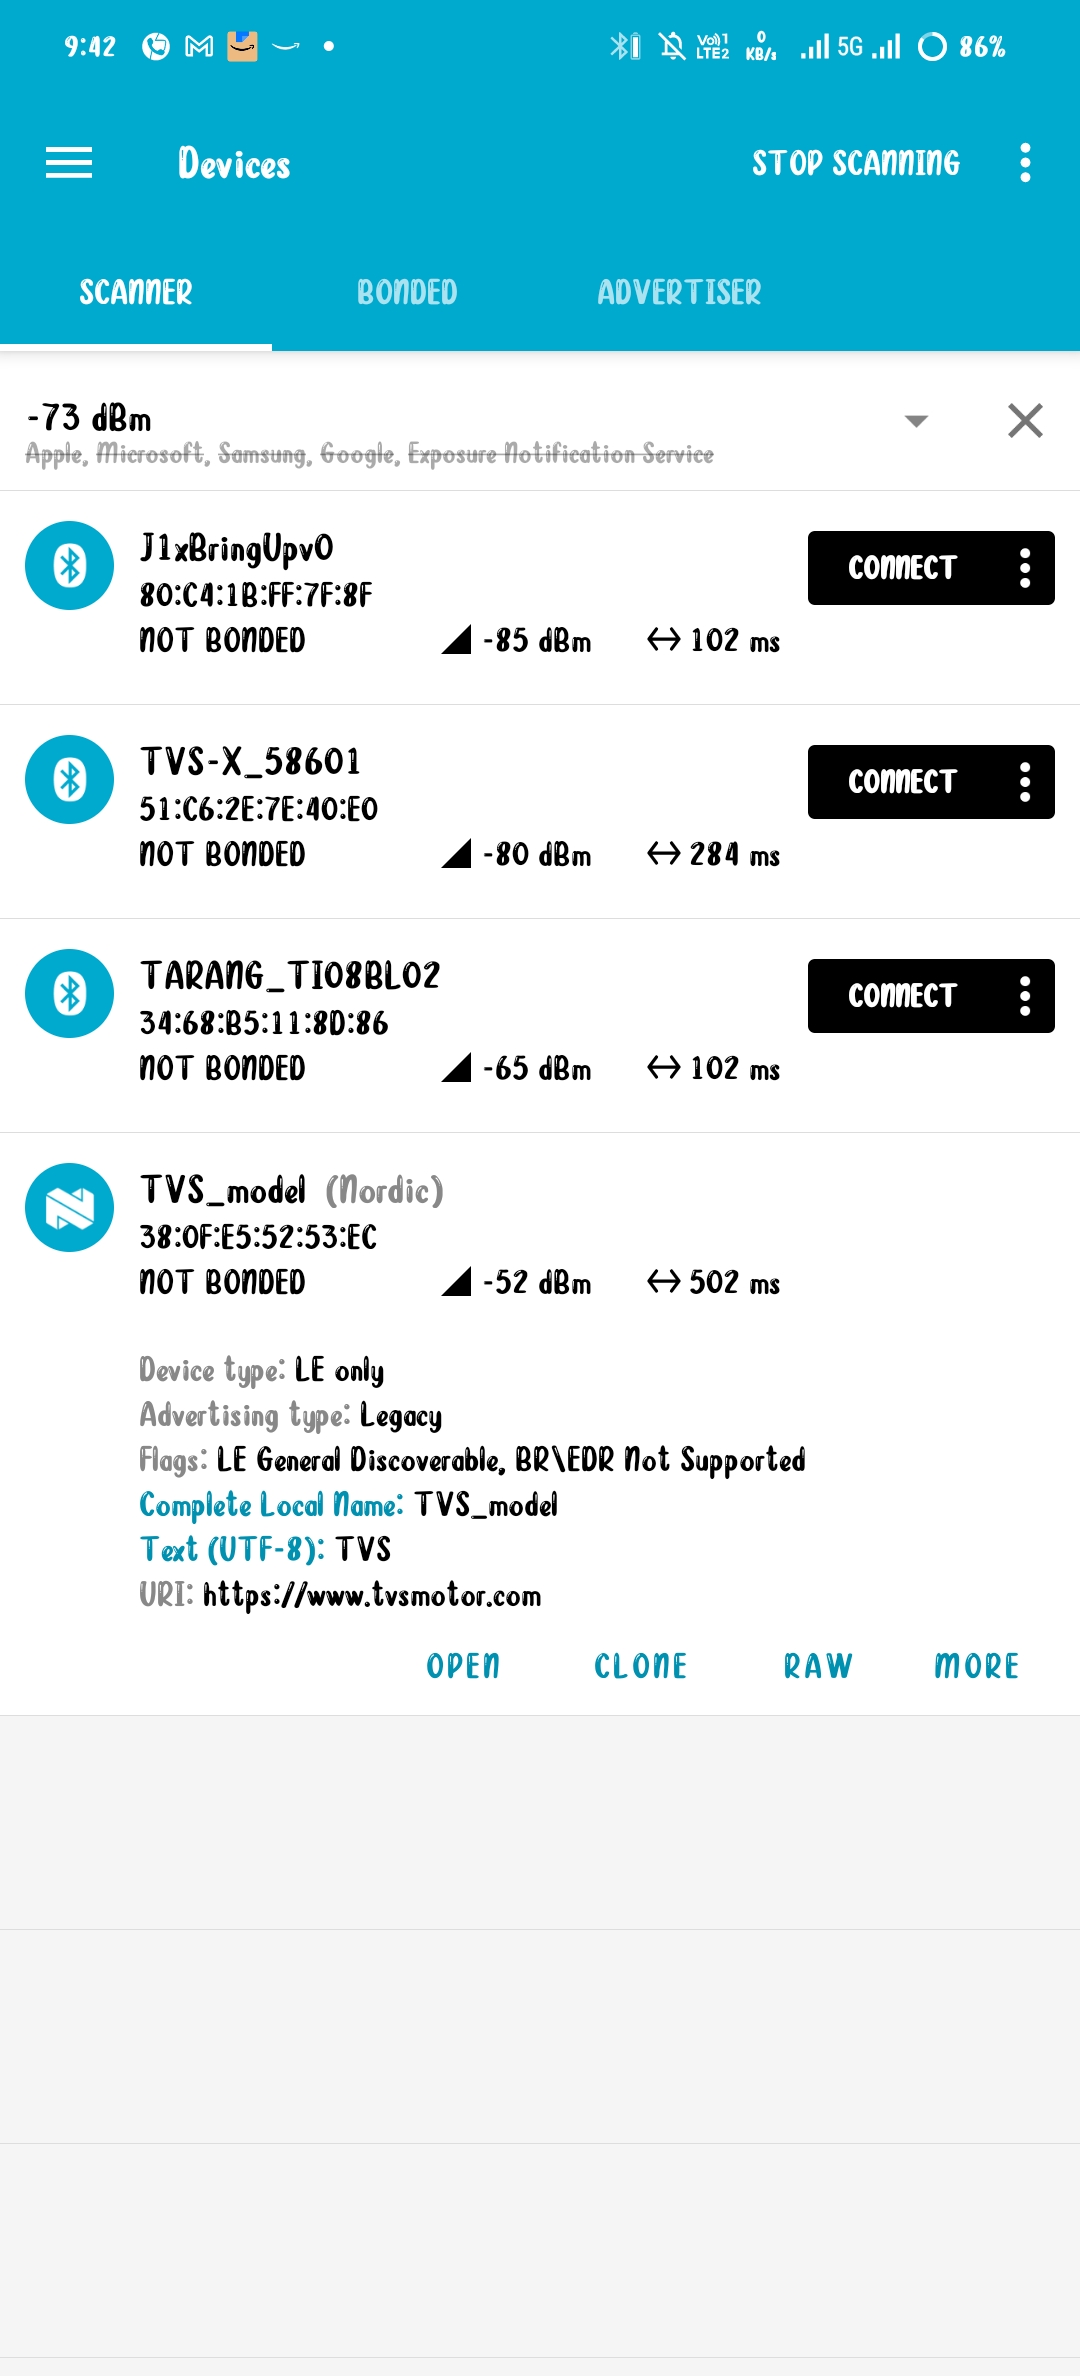 9:42
Vo)) 1 LTE2 0 KB/s 5G 86%
Devices STOP SCANNING
SCANNER BONDED ADVERTISER
-73 dBm
Apple, Microsoft, Samsung, Google, Exposure Notification Service
J1xBringUpv0
CONNECT
80:C4:1B:FF:7F:8F
NOT BONDED -85 dBm 102 ms
TVS-X_58601
CONNECT
51:C6:2E:7E:40:E0
NOT BONDED -80 dBm 284 ms
TARANG_TI08BL02
CONNECT
34:68:B5:11:8D:86
NOT BONDED -65 dBm 102 ms
TVS_model (Nordic)
38:0F:E5:52:53:EC
NOT BONDED -52 dBm 502 ms
Device type: LE only
Advertising type: Legacy
Flags: LE General Discoverable, BR\EDR Not Supported
Complete Local Name: TVS_model
Text (UTF-8): TVS
URI: https://www.tvsmotor.com
OPEN CLONE RAW MORE